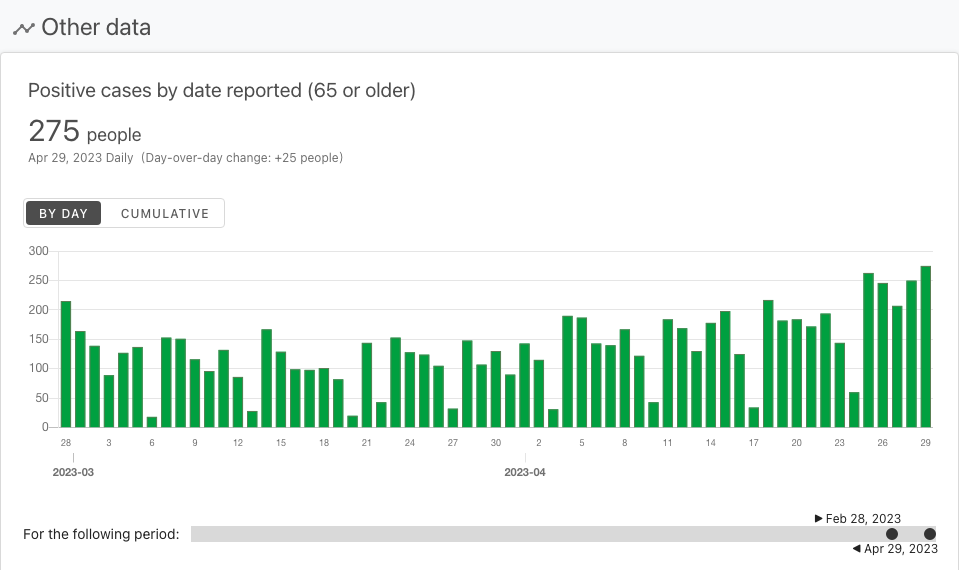 Other data
Positive cases by date reported (65 or older)
275 people
Apr 29, 2023 Daily (Day-over-day change: +25 people)
BY DAY CUMULATIVE
300
250
200
150
100
50
0
28 3 6 9 12 15 18 21 24 27 30 2 5 8 11 14 17 20 23 26 29
2023-03 2023-04
▶ Feb 28, 2023
For the following period:
◀ Apr 29, 2023